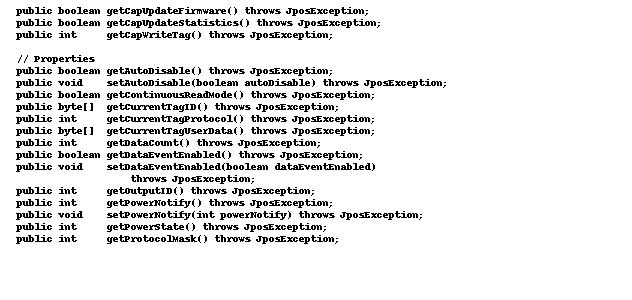 public boolean getCapUpdateFirmware() throws JposException;
public boolean getCapUpdateStatistics() throws JposException;
public int     getCapWriteTag() throws JposException;

// Properties
public boolean getAutoDisable() throws JposException;
public void    setAutoDisable(boolean autoDisable) throws JposException;
public boolean getContinuousReadMode() throws JposException;
public byte[]  getCurrentTagID() throws JposException;
public int     getCurrentTagProtocol() throws JposException;
public byte[]  getCurrentTagUserData() throws JposException;
public int     getDataCount() throws JposException;
public boolean getDataEventEnabled() throws JposException;
public void    setDataEventEnabled(boolean dataEventEnabled)
                   throws JposException;
public int     getOutputID() throws JposException;
public int     getPowerNotify() throws JposException;
public void    setPowerNotify(int powerNotify) throws JposException;
public int     getPowerState() throws JposException;
public int     getProtocolMask() throws JposException;